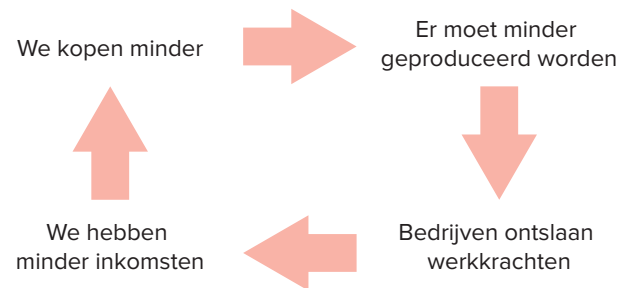 We kopen minder
Er moet minder
geproduceerd worden
We hebben
minder inkomsten
Bedrijven ontslaan
werkkrachten